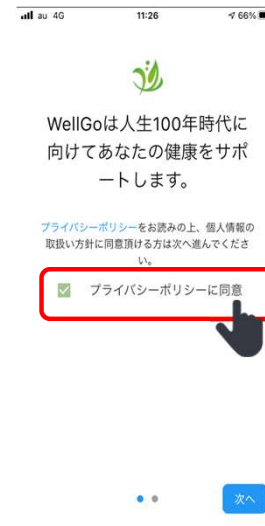 au 4G 11:26 66%
WellGoは人生100年時代に
向けてあなたの健康をサポ
ートします。
プライバシーポリシーをお読みの上、個人情報の
取扱い方針に同意頂ける方は次へ進んでくださ
い。
プライバシーポリシーに同意
次へ